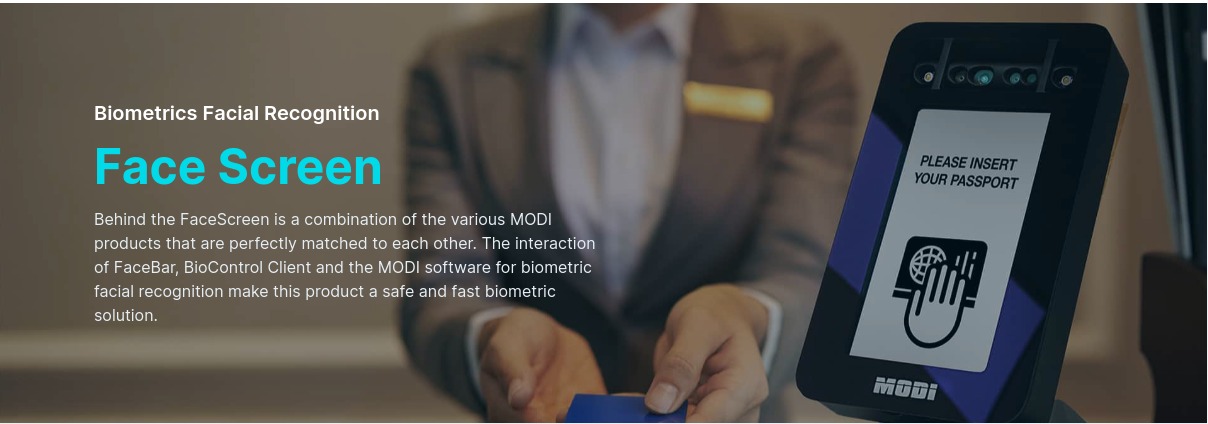 Biometrics Facial Recognition
Face Screen
Behind the FaceScreen is a combination of the various MODI
products that are perfectly matched to each other. The interaction
of FaceBar, BioControl Client and the MODI software for biometric
facial recognition make this product a safe and fast biometric
solution.
PLEASE INSERT
YOUR PASSPORT
MODI